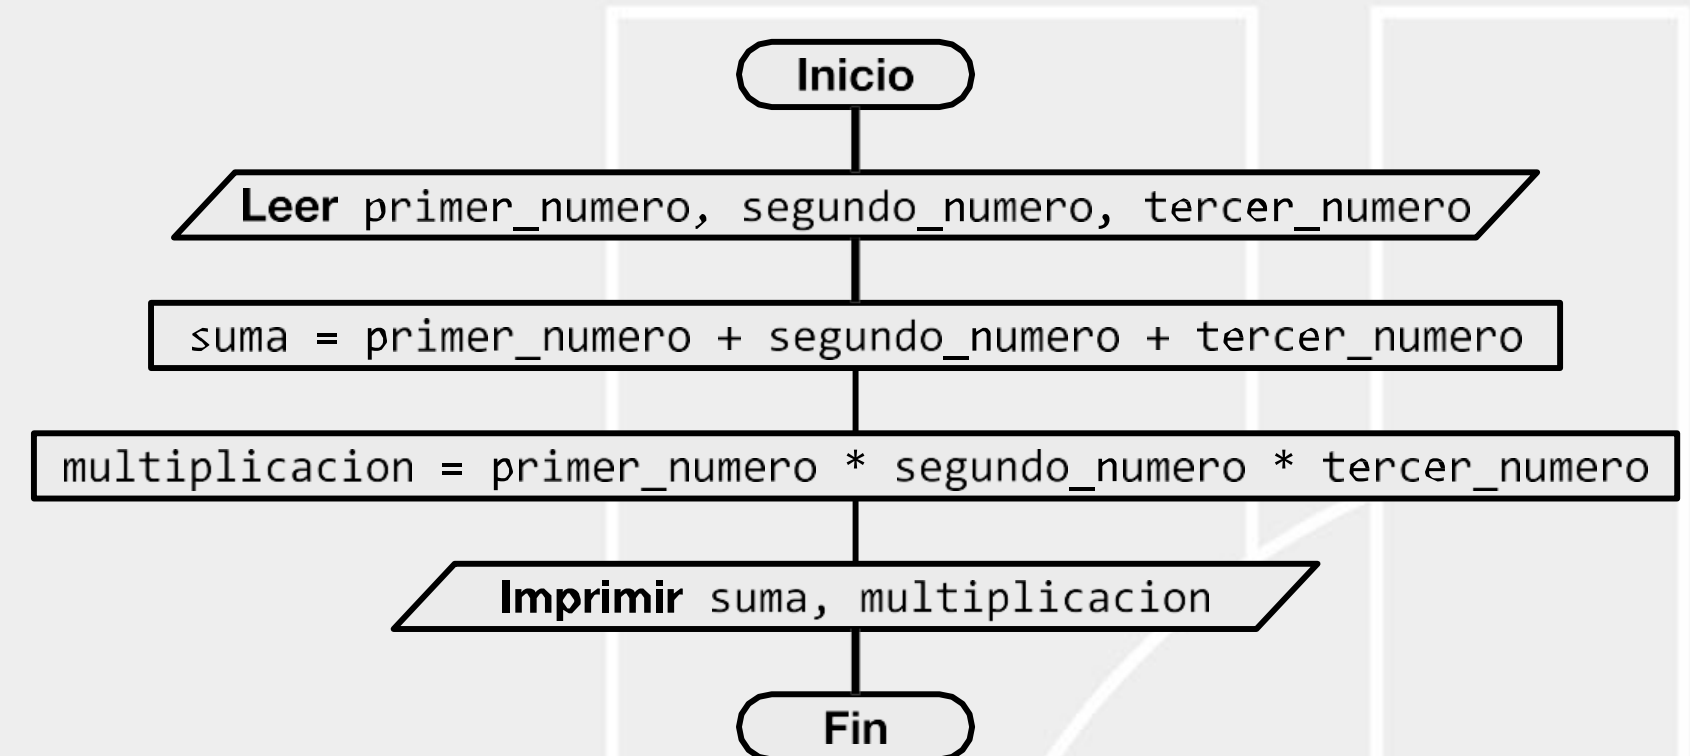 Inicio
Leer primer_numero, segundo_numero, tercer_numero
suma = primer_numero + segundo_numero + tercer_numero
multiplicacion = primer_numero * segundo_numero * tercer_numero
Imprimir suma, multiplicacion
Fin